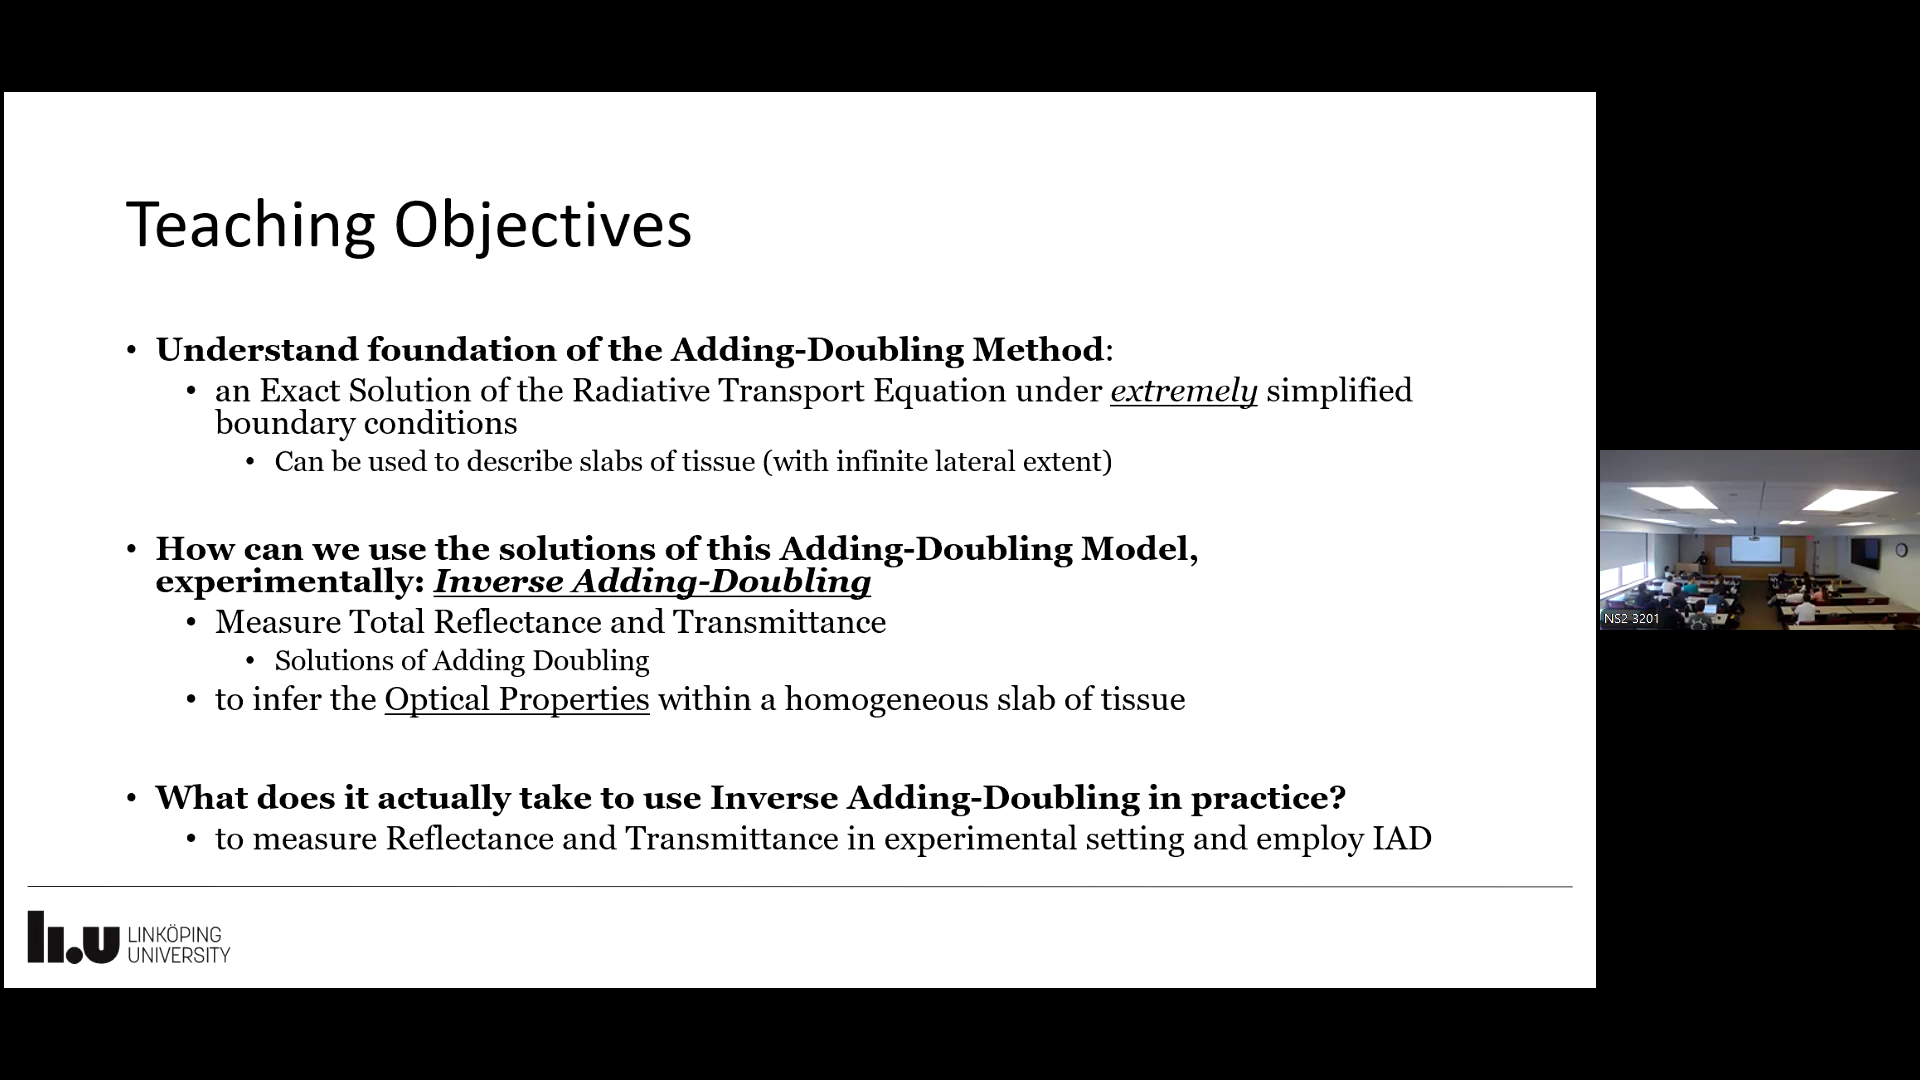 Teaching Objectives
• Understand foundation of the Adding-Doubling Method:
• an Exact Solution of the Radiative Transport Equation under extremely simplified
boundary conditions
• Can be used to describe slabs of tissue (with infinite lateral extent)
• How can we use the solutions of this Adding-Doubling Model,
experimentally: Inverse Adding-Doubling
• Measure Total Reflectance and Transmittance
• Solutions of Adding Doubling
• to infer the Optical Properties within a homogeneous slab of tissue
• What does it actually take to use Inverse Adding-Doubling in practice?
• to measure Reflectance and Transmittance in experimental setting and employ IAD
li.u LINKÖPING
UNIVERSITY
NS2 3201